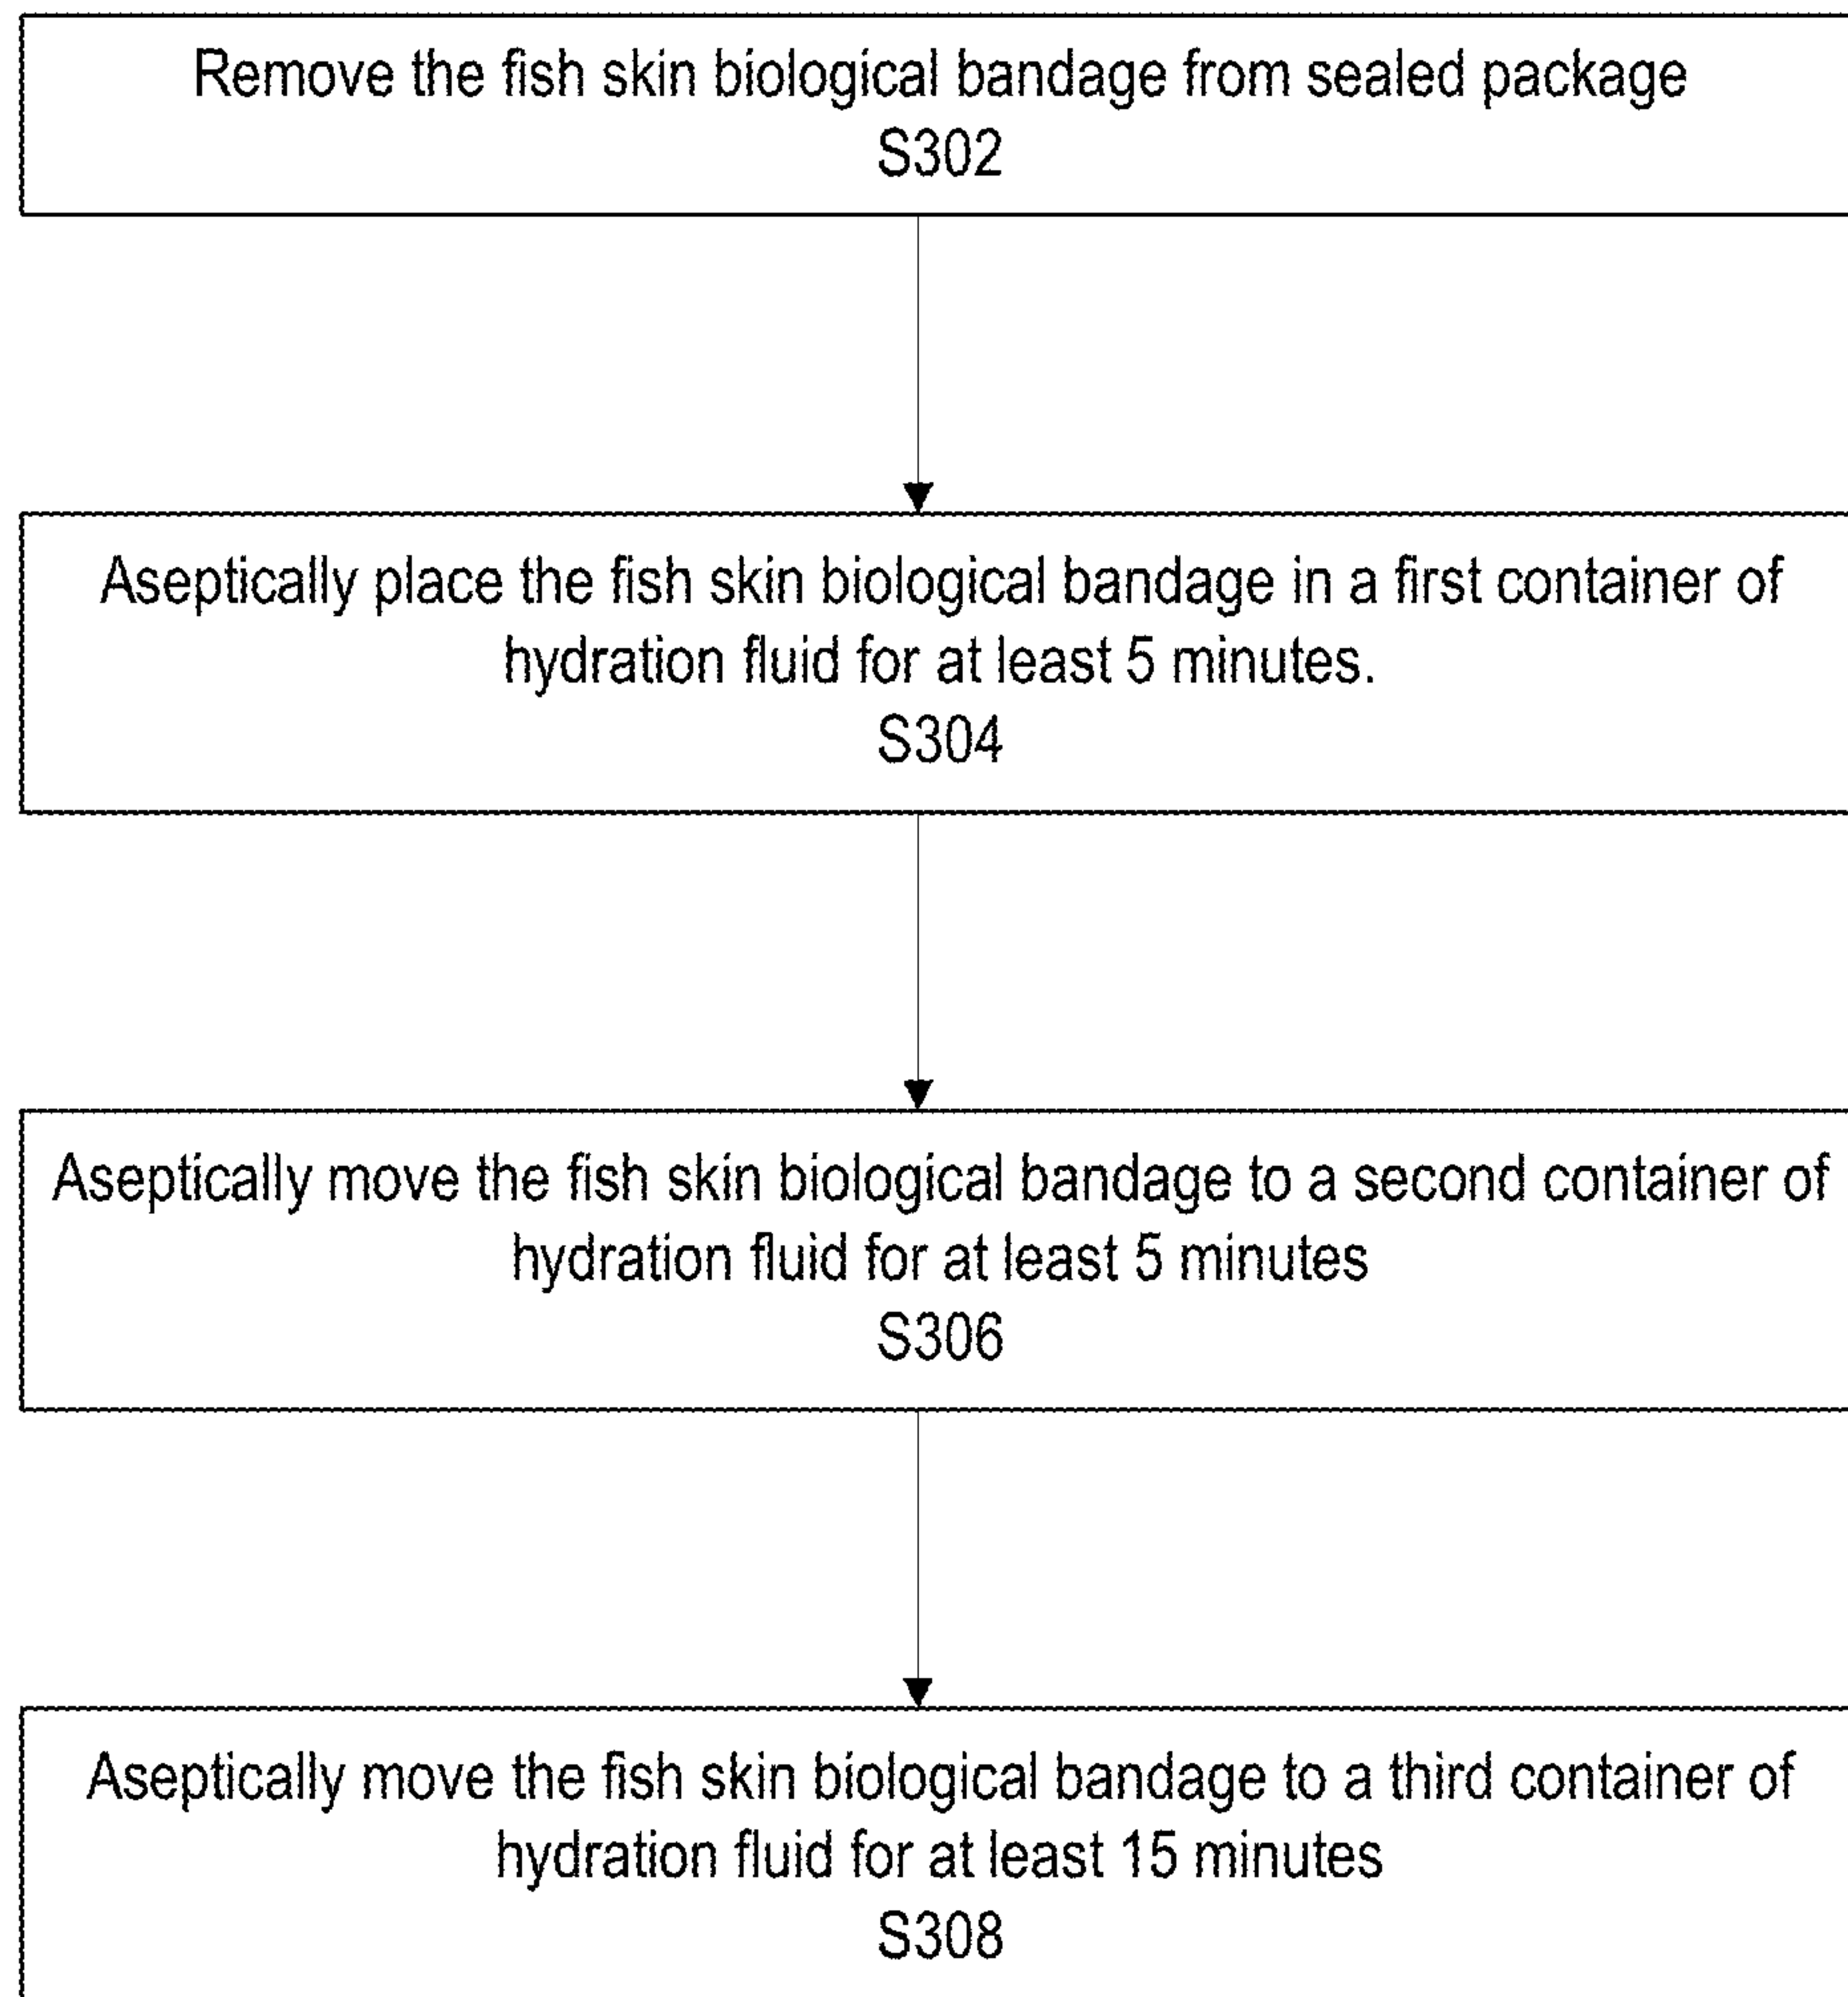 Remove the fish skin biological bandage from sealed package
S302
Aseptically place the fish skin biological bandage in a first container of
hydration fluid for at least 5 minutes.
S304
Aseptically move the fish skin biological bandage to a second container of
hydration fluid for at least 5 minutes
S306
Aseptically move the fish skin biological bandage to a third container of
hydration fluid for at least 15 minutes
S308